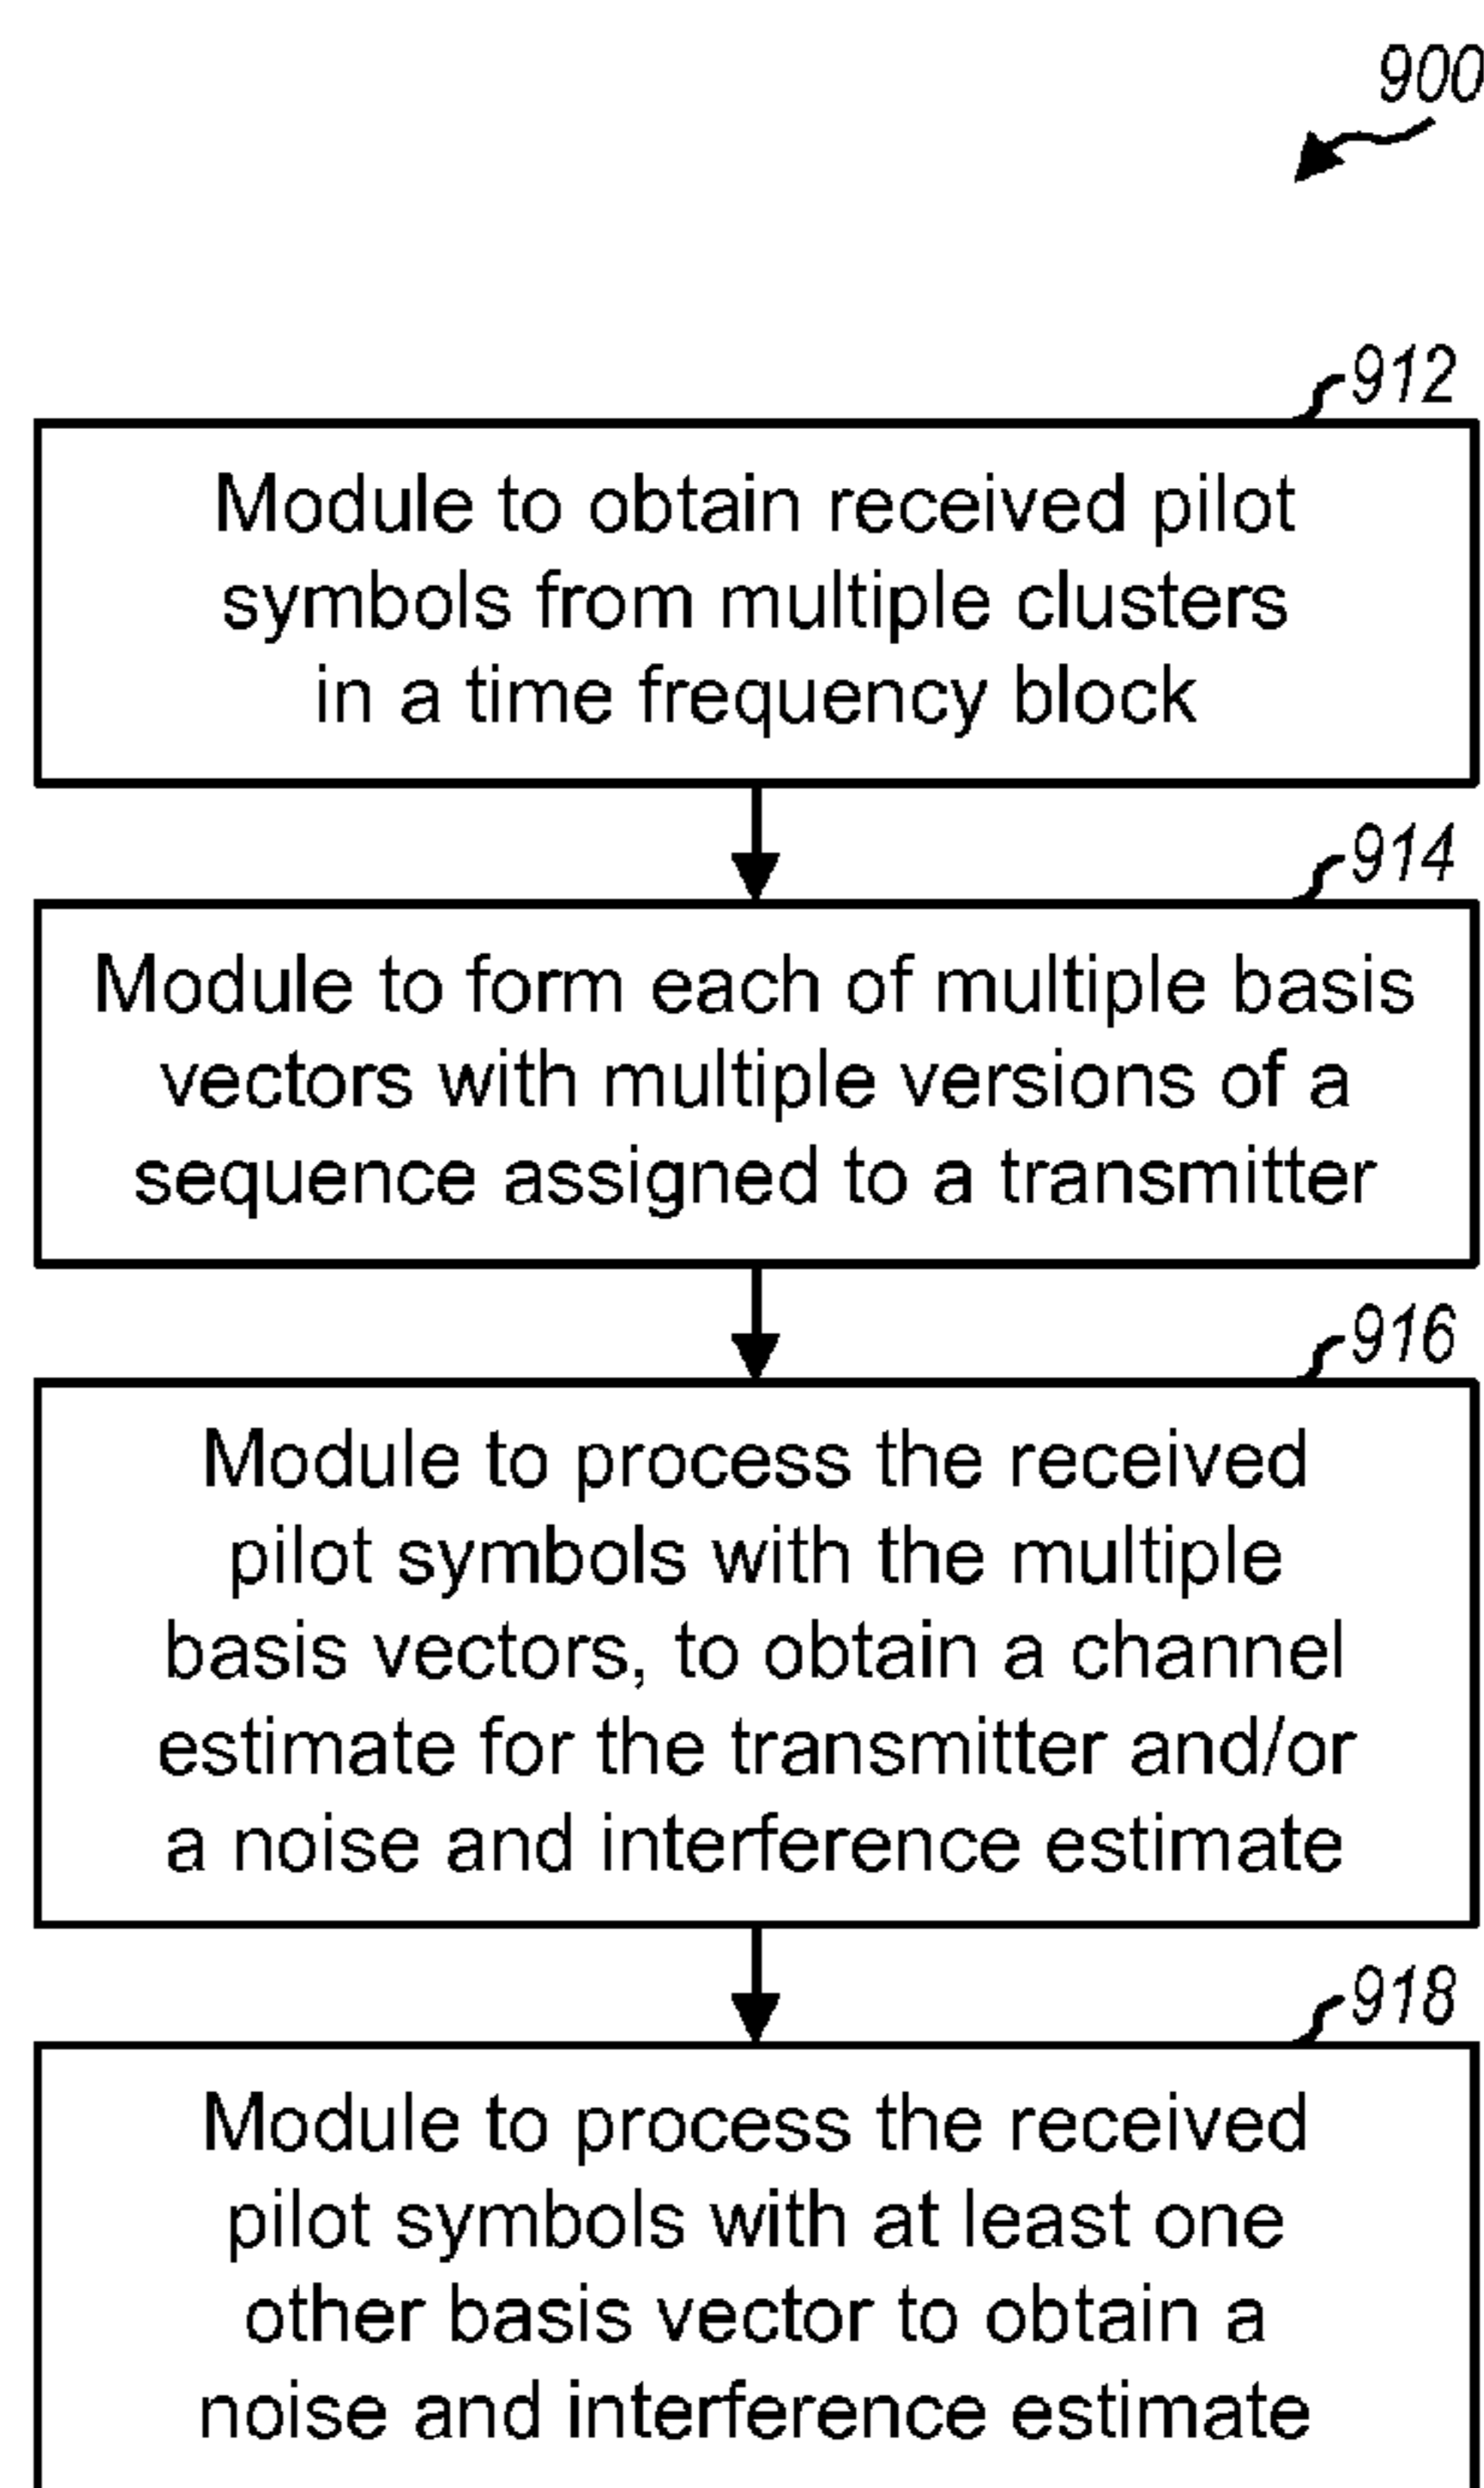 900
912
Module to obtain received pilot
symbols from multiple clusters
in a time frequency block
914
Module to form each of multiple basis
vectors with multiple versions of a
sequence assigned to a transmitter
916
Module to process the received
pilot symbols with the multiple
basis vectors, to obtain a channel
estimate for the transmitter and/or
a noise and interference estimate
918
Module to process the received
pilot symbols with at least one
other basis vector to obtain a
noise and interference estimate